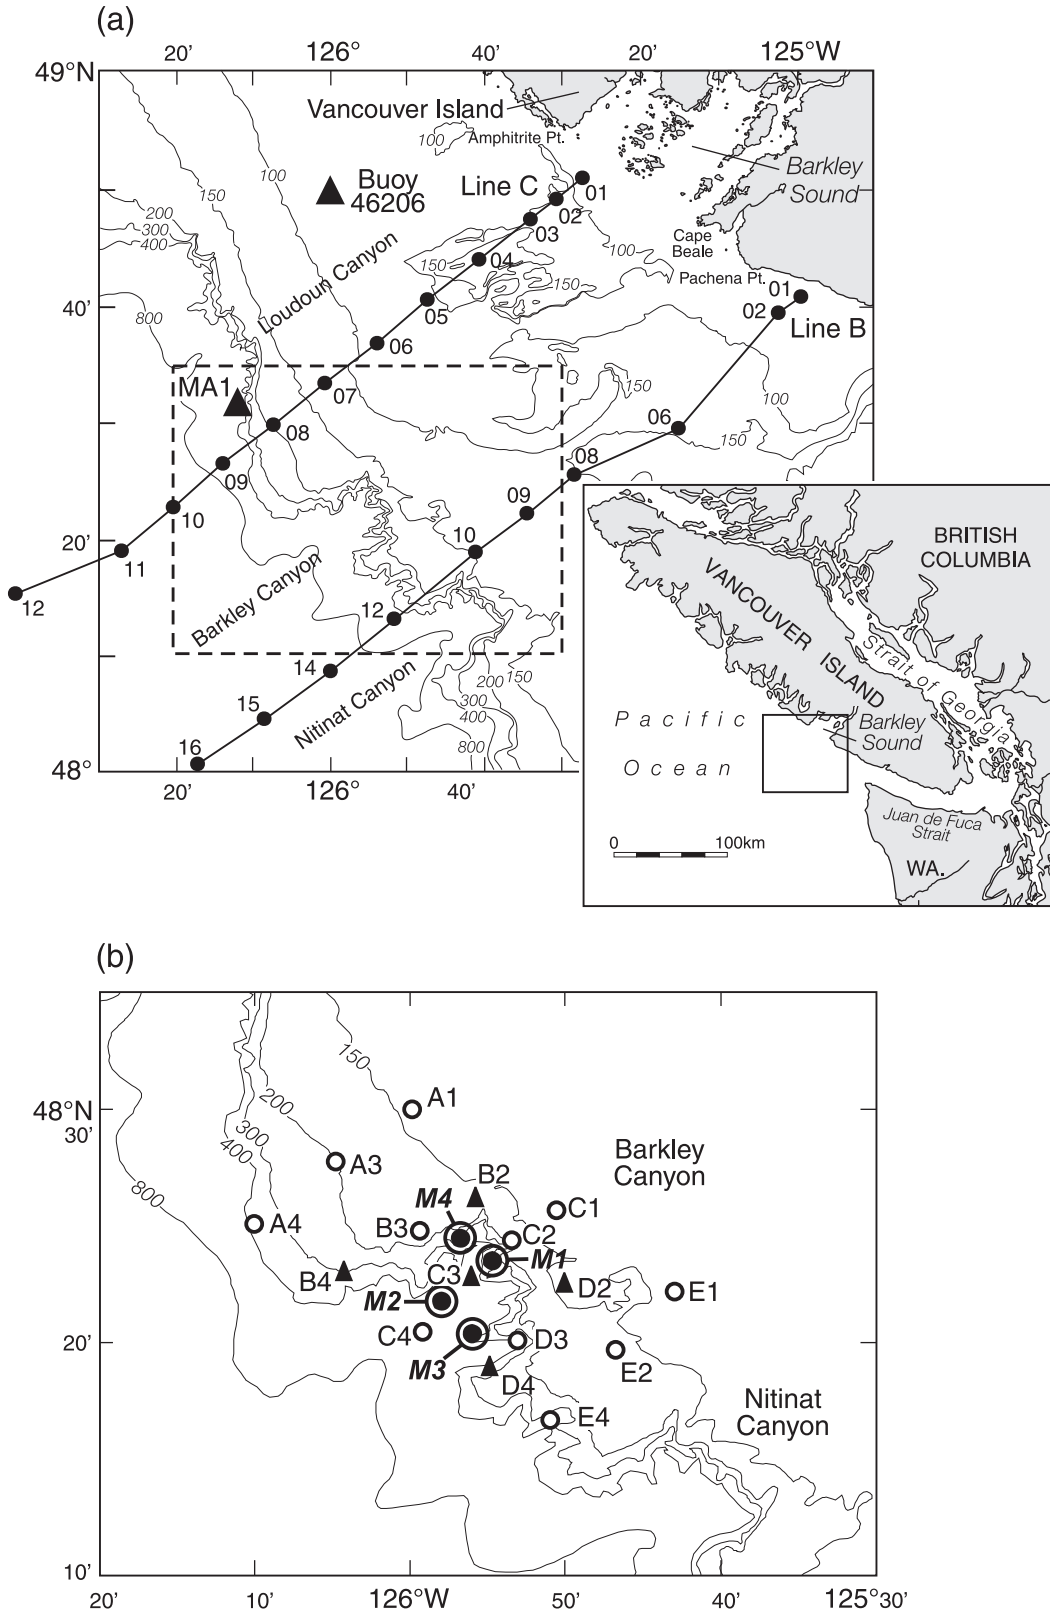 (a)
20’ 126° 40’ 20’ 125°W
49°N
Vancouver Island
100
Amphitrite Pt.
Barkley
Sound
Buoy
46206
Line C
01
02
03
04
05
06
07
08
09
10
11
12
100
150
200
300
400
800
Loudoun Canyon
150
150
100
Cape
Beale
Pachena Pt.
01
02
Line B
40’
MA1
150
100
150
06
08
09
10
12
14
15
16
20’
Barkley Canyon
Nitinat Canyon
200
150
300
400
800
48°
20’ 126° 40’
BRITISH
COLUMBIA
VANCOUVER
ISLAND
Strait of Georgia
Pacific
Ocean
Barkley
Sound
Juan de Fuca
Strait
WA.
0 100km
(b)
150
200
300
400
800
48°N
30’
A1
A3
A4
B2
B3
B4
M4
C1
C2
M1
C3
M2
C4
M3
D2
D3
D4
E1
E2
E4
Barkley
Canyon
Nitinat
Canyon
20’
10’
20’ 10’ 126°W 50’ 40’ 125° 30’